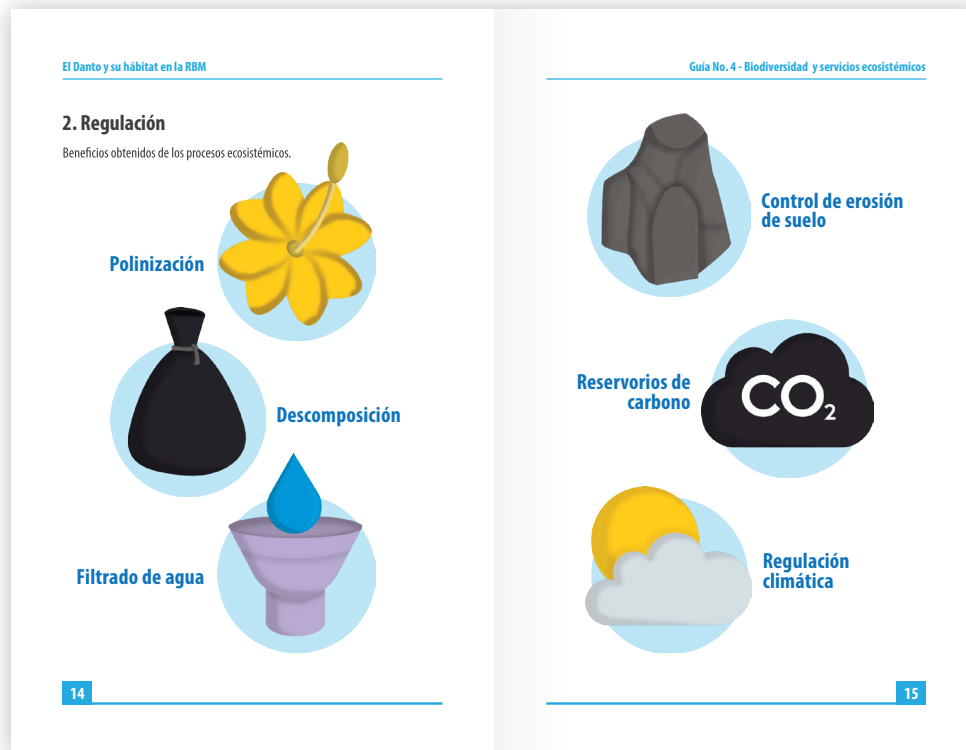 El Danto y su hábitat en la RBM
2. Regulación
Beneficios obtenidos de los procesos ecosistémicos.
Polinización
Descomposición
Filtrado de agua
14
Guía No. 4 - Biodiversidad y servicios ecosistémicos
Control de erosión
de suelo
Reservorios de
carbono
CO₂
Regulación
climática
15